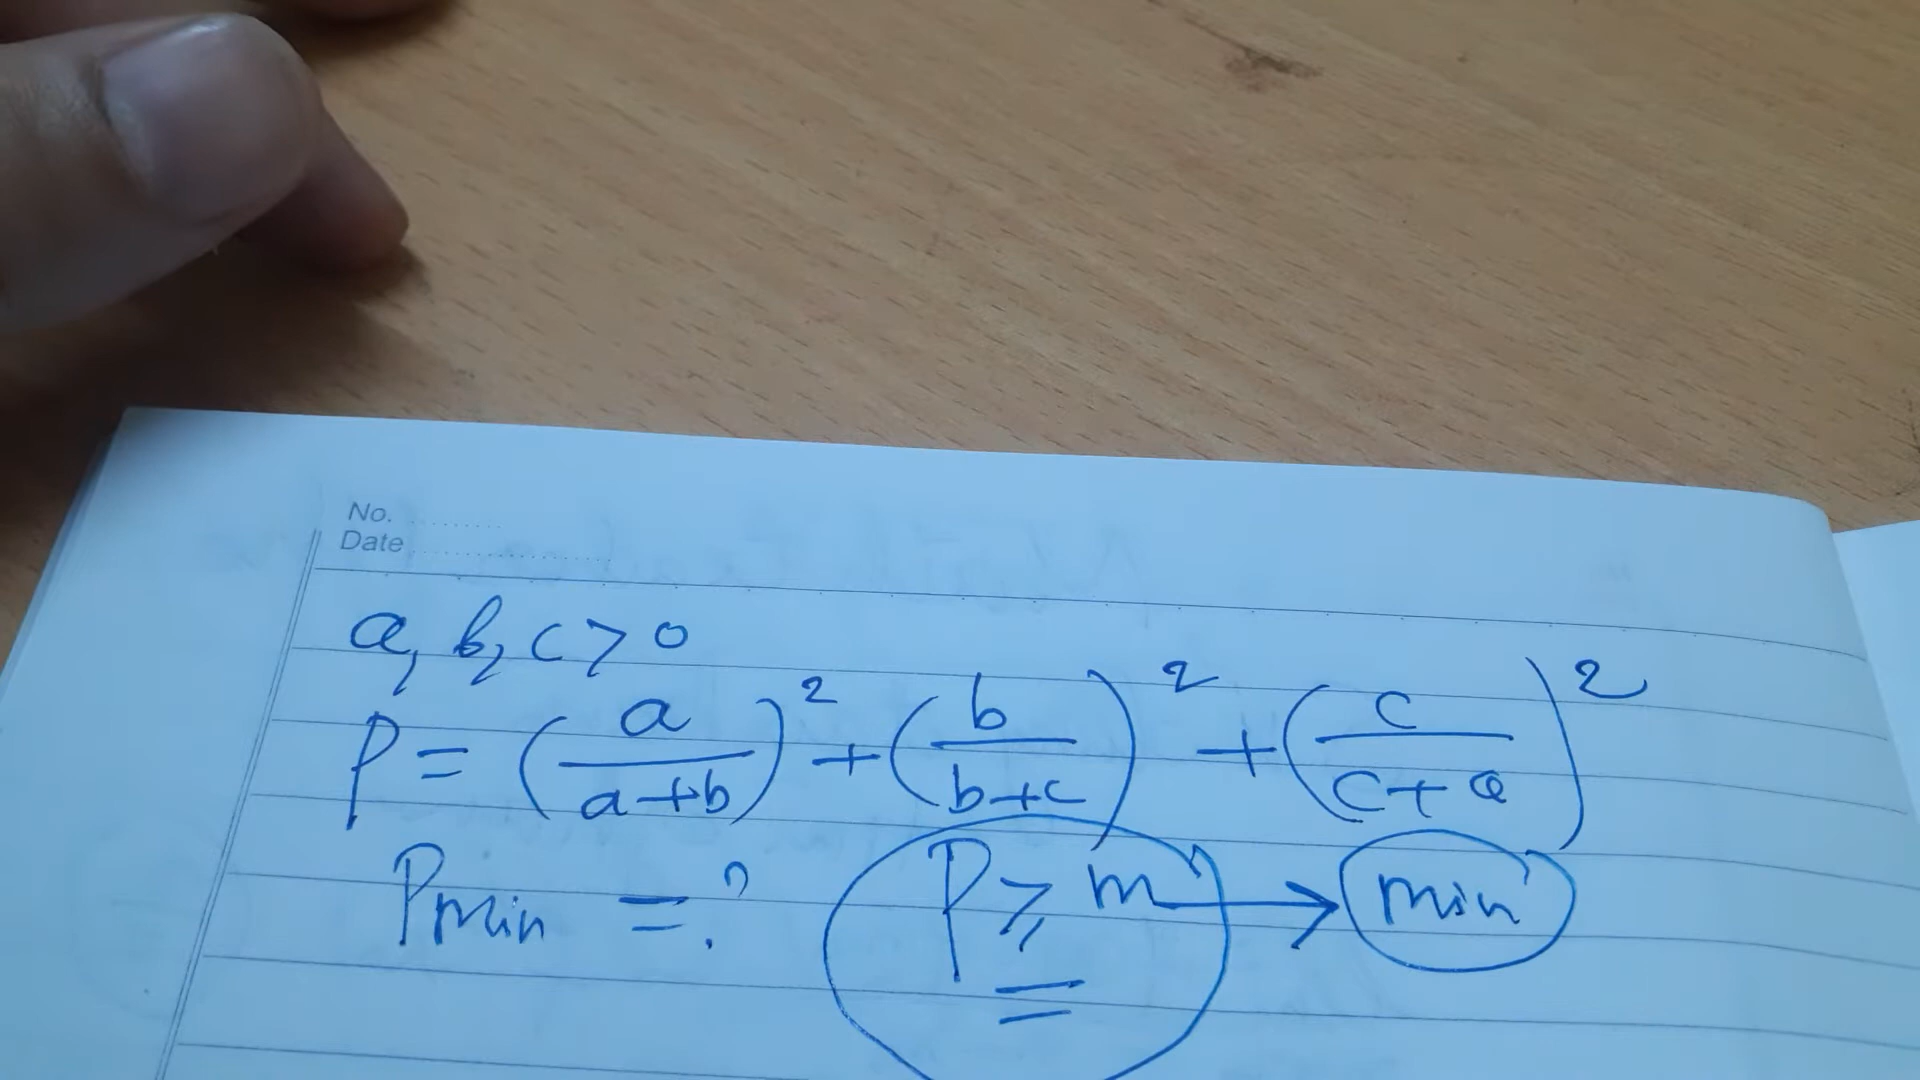 No. ..........
Date ......................
a, b, c > 0
P = (a/(a+b))² + (b/(b+c))² + (c/(c+a))²
Pmin = ? P ≥ m → min